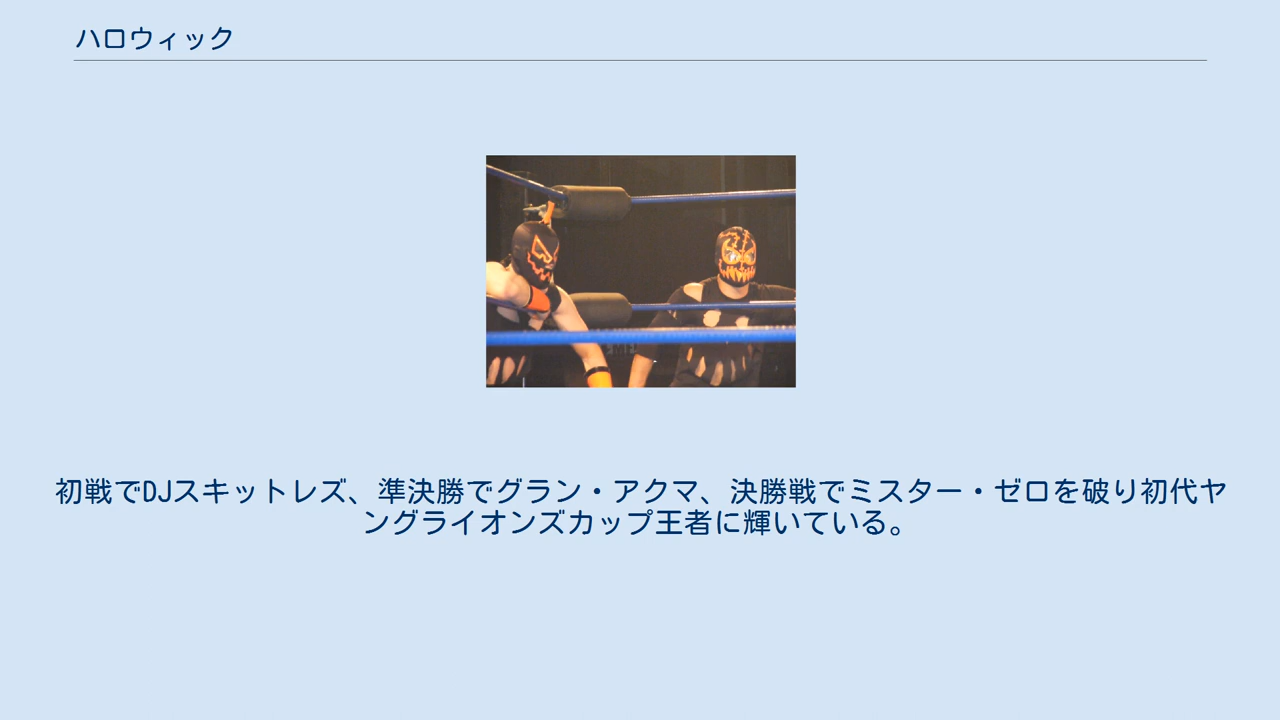 ハロウィック
初戦でDJスキットレズ、準決勝でグラン・アクマ、決勝戦でミスター・ゼロを破り初代ヤ
ングライオンズカップ王者に輝いている。